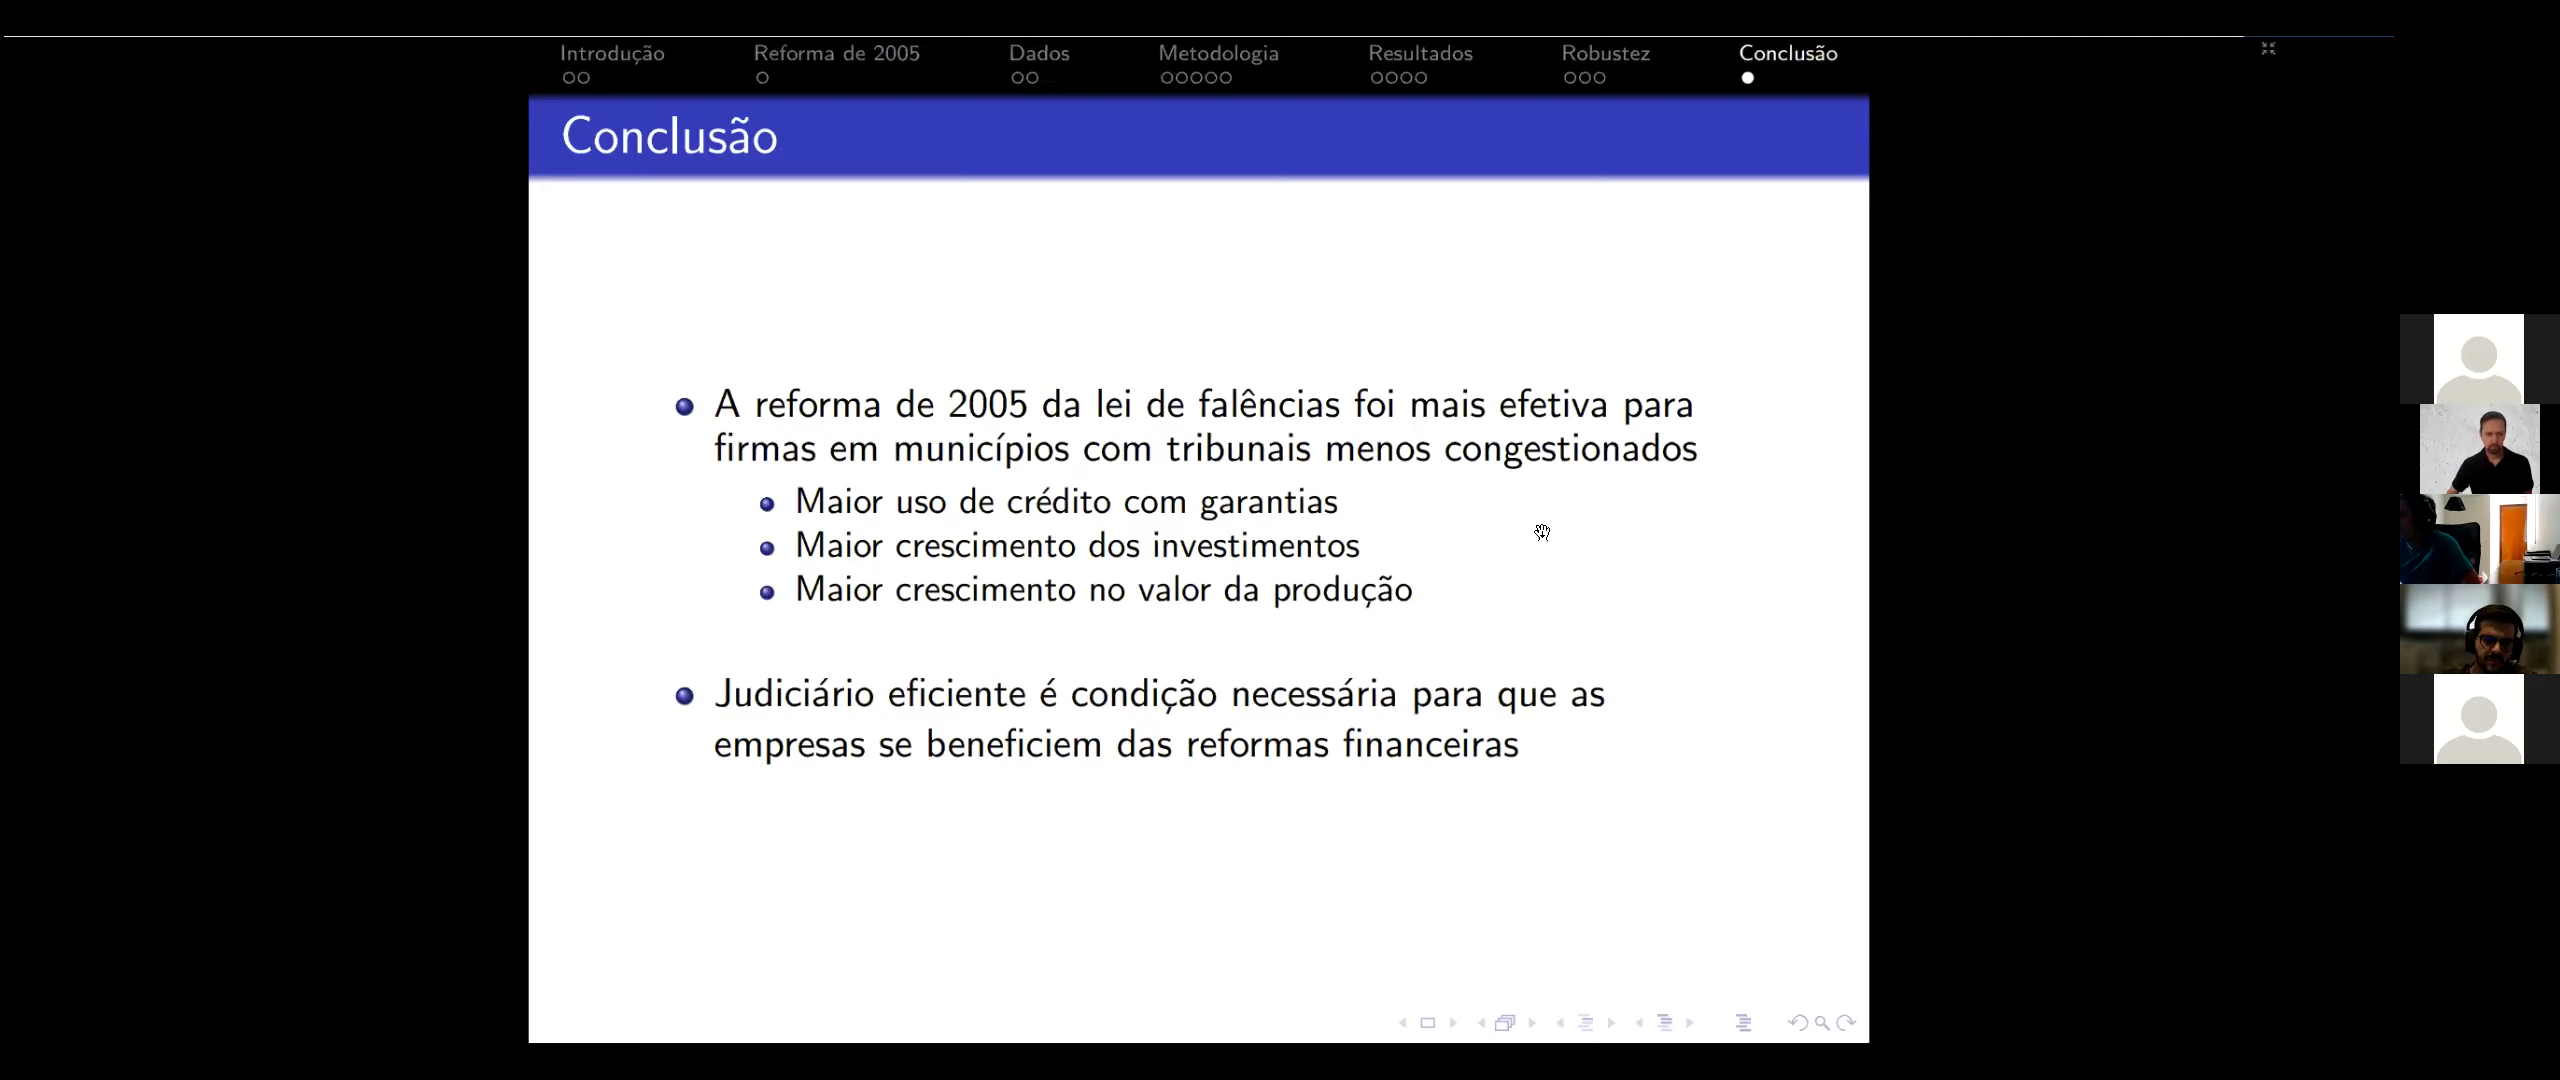 Introdução Reforma de 2005 Dados Metodologia Resultados Robustez Conclusão
Conclusão
A reforma de 2005 da lei de falências foi mais efetiva para
firmas em municípios com tribunais menos congestionados
Maior uso de crédito com garantias
Maior crescimento dos investimentos
Maior crescimento no valor da produção
Judiciário eficiente é condição necessária para que as
empresas se beneficiem das reformas financeiras